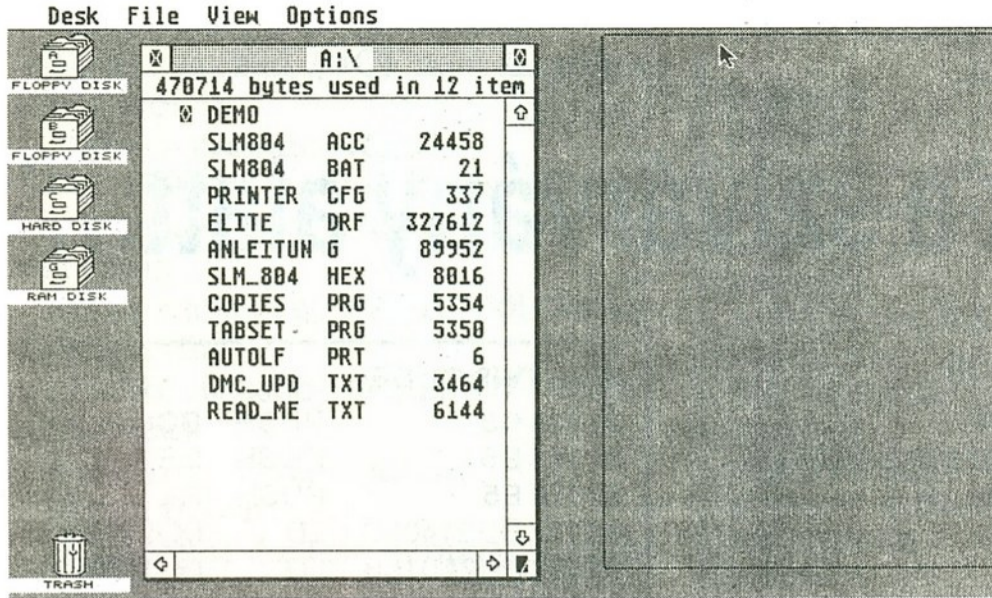 Desk File View Options
A
FLOPPY DISK
B
FLOPPY DISK
C
HARD DISK
G
RAM DISK
TRASH
A:\
470714 bytes used in 12 item
DEMO
SLM804 ACC 24458
SLM804 BAT 21
PRINTER CFG 337
ELITE DRF 327612
ANLEITUN G 89952
SLM_804 HEX 8016
COPIES PRG 5354
TABSET PRG 5350
AUTOLF PRT 6
DMC_UPD TXT 3464
READ_ME TXT 6144